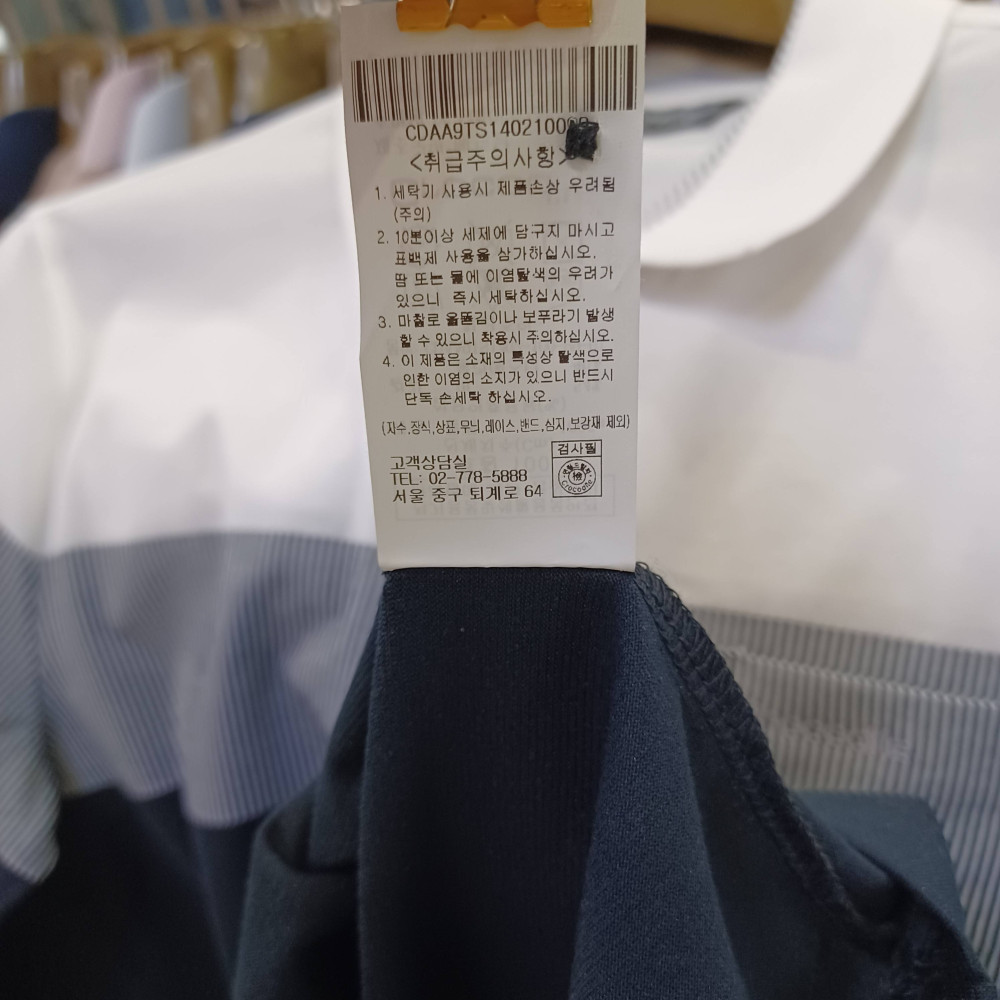 <취급주의사항>
1. 세탁기 사용시 제품손상 우려됨
(주의)
2. 10분이상 세제에 담구지 마시고
표백제 사용을 삼가하십시오.
땀 또는 물에 이염탈색의 우려가
있으니 즉시 세탁하십시오.
3. 마찰로 올뜯김이나 보푸라기 발생
할 수 있으니 착용시 주의하십시오.
4. 이 제품은 소재의 특성상 탈색으로
인한 이염의 소지가 있으니 반드시
단독 손세탁 하십시오.
(자수,장식,상표,무늬,레이스,밴드,심지,보강재 제외)
검사필
고객상담실
TEL: 02-778-5888
서울 중구 퇴계로 64
Crocodile